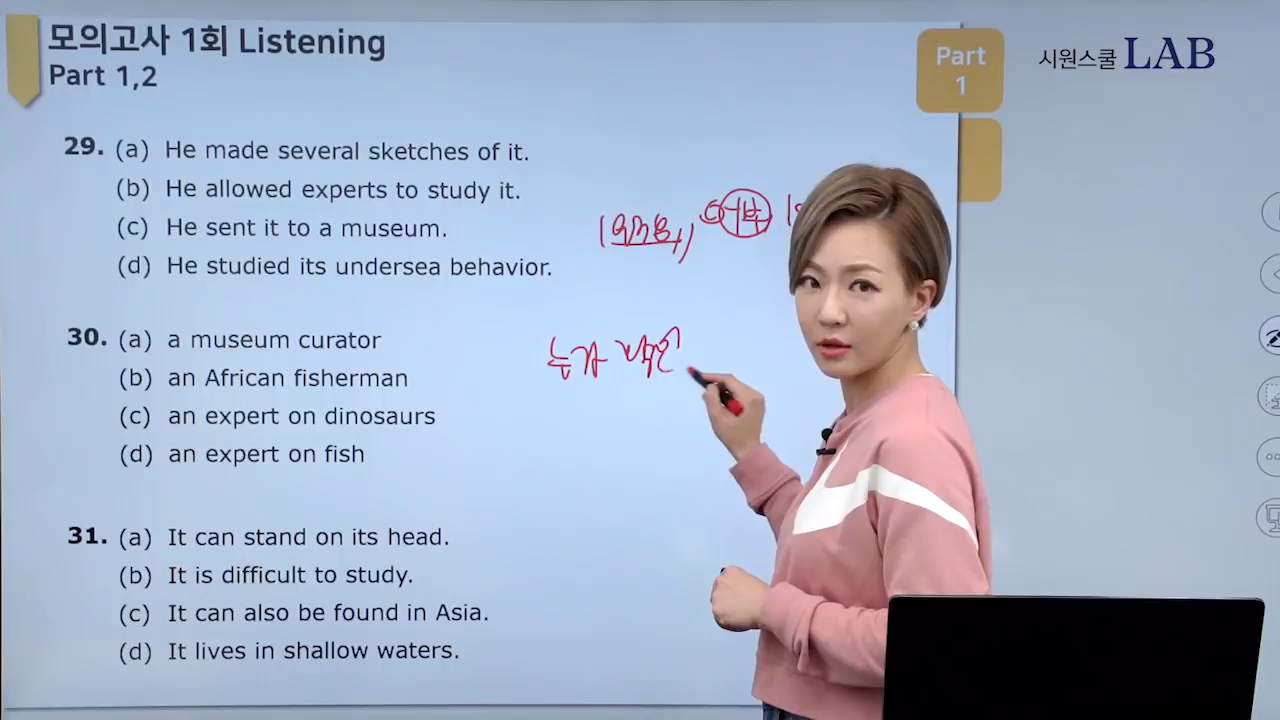 모의고사 1회 Listening
Part 1,2
Part
1
시원스쿨 LAB
29. (a) He made several sketches of it.
(b) He allowed experts to study it.
(c) He sent it to a museum.
(d) He studied its undersea behavior.
어부
30. (a) a museum curator
(b) an African fisherman
(c) an expert on dinosaurs
(d) an expert on fish
누가
31. (a) It can stand on its head.
(b) It is difficult to study.
(c) It can also be found in Asia.
(d) It lives in shallow waters.